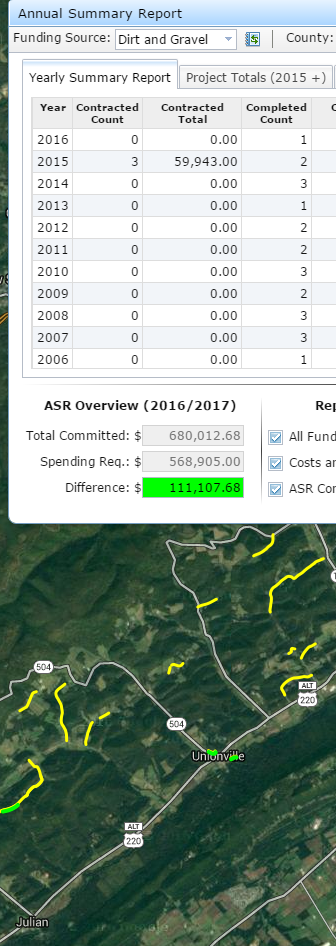 Annual Summary Report
Funding Source: Dirt and Gravel County:
Yearly Summary Report Project Totals (2015 +)
Year Contracted Count Contracted Total Completed Count
2016 0 0.00 1
2015 3 59,943.00 2
2014 0 0.00 3
2013 0 0.00 1
2012 0 0.00 2
2011 0 0.00 2
2010 0 0.00 3
2009 0 0.00 2
2008 0 0.00 3
2007 0 0.00 3
2006 0 0.00 1
ASR Overview (2016/2017) Rep
Total Committed: $ 680,012.68 All Fund
Spending Req.: $ 568,905.00 Costs an
Difference: $ 111,107.68 ASR Con
504
ALT
220
504
Unionville
ALT
220
Julian